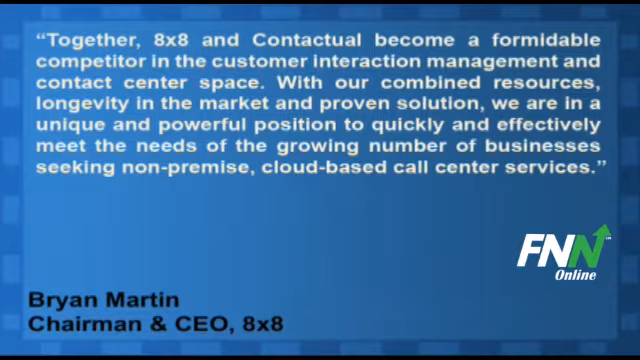 “Together, 8x8 and Contactual become a formidable
competitor in the customer interaction management and
contact center space. With our combined resources,
longevity in the market and proven solution, we are in a
unique and powerful position to quickly and effectively
meet the needs of the growing number of businesses
seeking non-premise, cloud-based call center services.”
FNN
Online
Bryan Martin
Chairman & CEO, 8x8